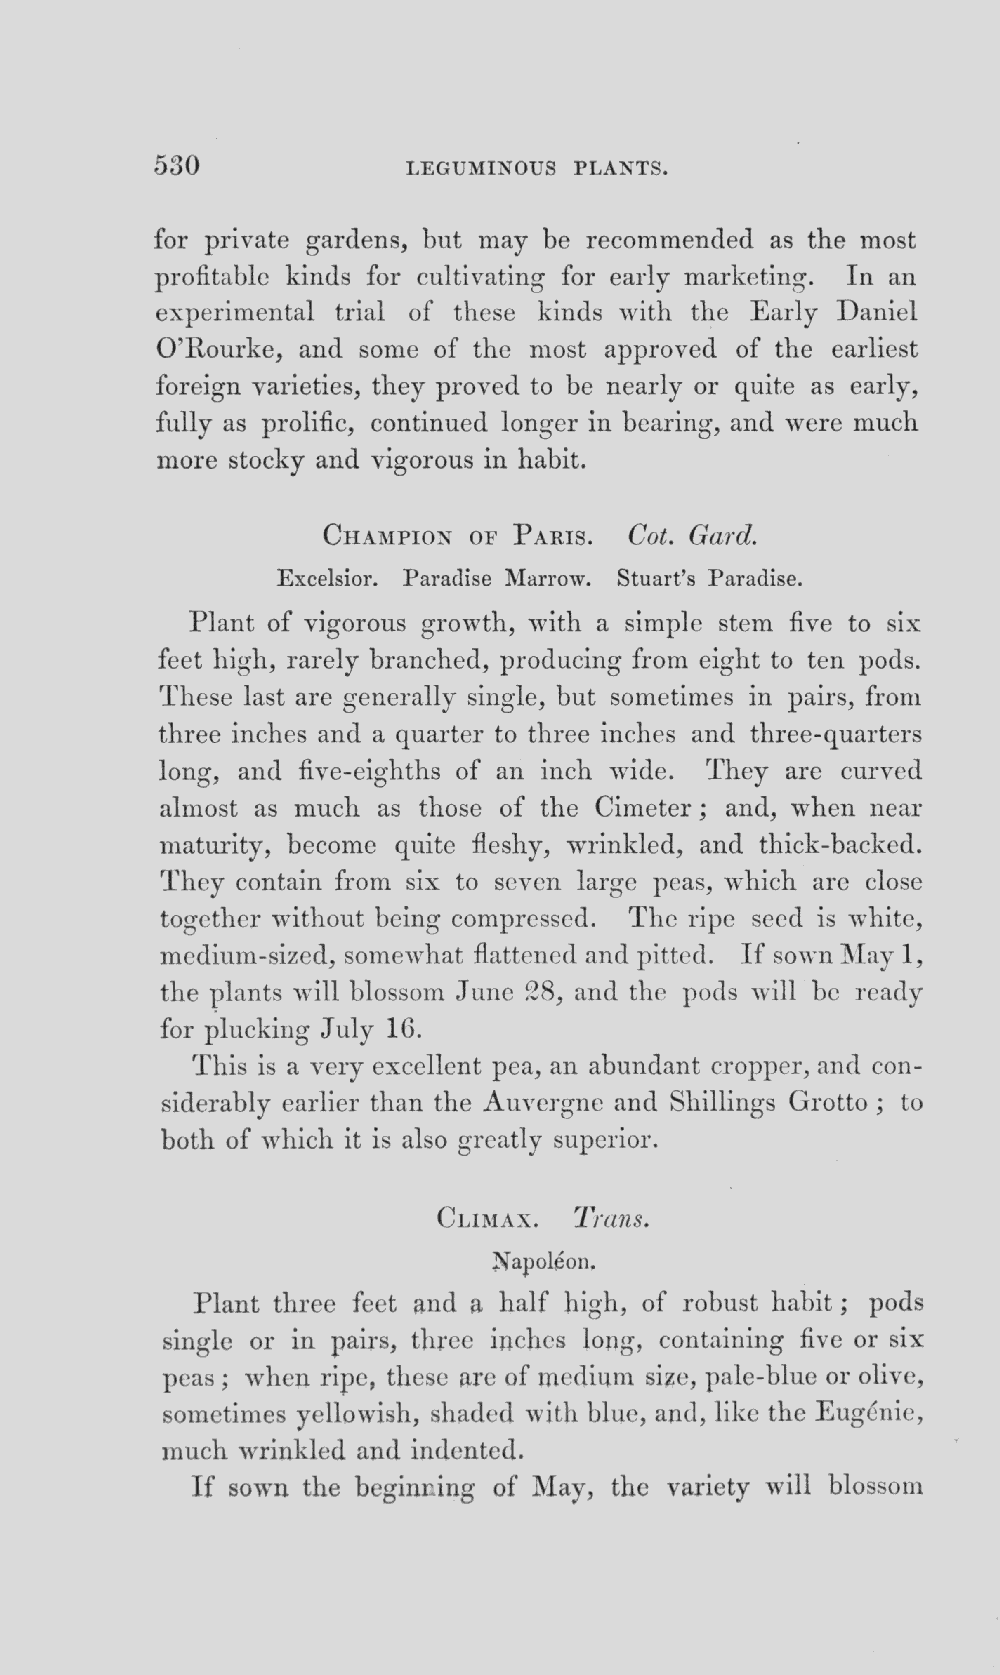 530 LEGUMINOUS PLANTS.
for private gardens, but may be recommended as the most
profitable kinds for cultivating for early marketing. In an
experimental trial of these kinds with the Early Daniel
O'Rourke, and some of the most approved of the earliest
foreign varieties, they proved to be nearly or quite as early,
fully as prolific, continued longer in bearing, and were much
more stocky and vigorous in habit.
CHAMPION OF PARIS. Cot. Gard.
Excelsior. Paradise Marrow. Stuart's Paradise.
Plant of vigorous growth, with a simple stem five to six
feet high, rarely branched, producing from eight to ten pods.
These last are generally single, but sometimes in pairs, from
three inches and a quarter to three inches and three-quarters
long, and five-eighths of an inch wide. They are curved
almost as much as those of the Cimeter; and, when near
maturity, become quite fleshy, wrinkled, and thick-backed.
They contain from six to seven large peas, which are close
together without being compressed. The ripe seed is white,
medium-sized, somewhat flattened and pitted. If sown May 1,
the plants will blossom June 28, and the pods will be ready
for plucking July 16.
This is a very excellent pea, an abundant cropper, and con-
siderably earlier than the Auvergne and Shillings Grotto; to
both of which it is also greatly superior.
CLIMAX. Trans.
Napoléon.
Plant three feet and a half high, of robust habit; pods
single or in pairs, three inches long, containing five or six
peas; when ripe, these are of medium size, pale-blue or olive,
sometimes yellowish, shaded with blue, and, like the Eugénie,
much wrinkled and indented.
If sown the beginning of May, the variety will blossom